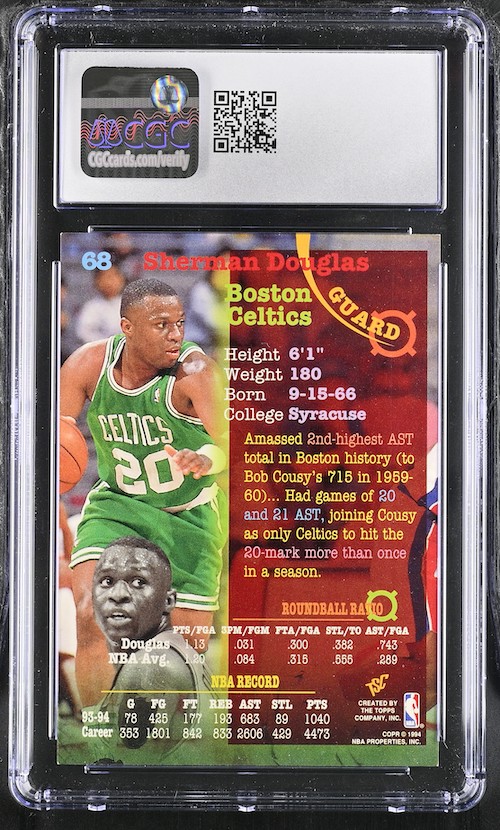 CGC
CGCcards.com/verify
68 Sherman Douglas
Boston
Celtics
GUARD
Height 6'1"
Weight 180
Born 9-15-66
College Syracuse
Amassed 2nd-highest AST
total in Boston history (to
Bob Cousy's 715 in 1959-
60)... Had games of 20
and 21 AST, joining Cousy
as only Celtics to hit the
20-mark more than once
in a season.
CELTICS
20
ROUNDBALL RATIO
PTS/FGA 3PM/FGM FTA/FGA STL/TO AST/FGA
Douglas 1.13 .031 .300 .382 .743
NBA Avg. 1.20 .084 .315 .555 .289
NBA RECORD
G FG FT REB AST STL PTS
93-94 78 425 177 193 683 89 1040
Career 353 1801 842 833 2606 429 4473
TSC
CREATED BY
THE TOPPS
COMPANY, INC.
NBA
COPR © 1994
NBA PROPERTIES, INC.